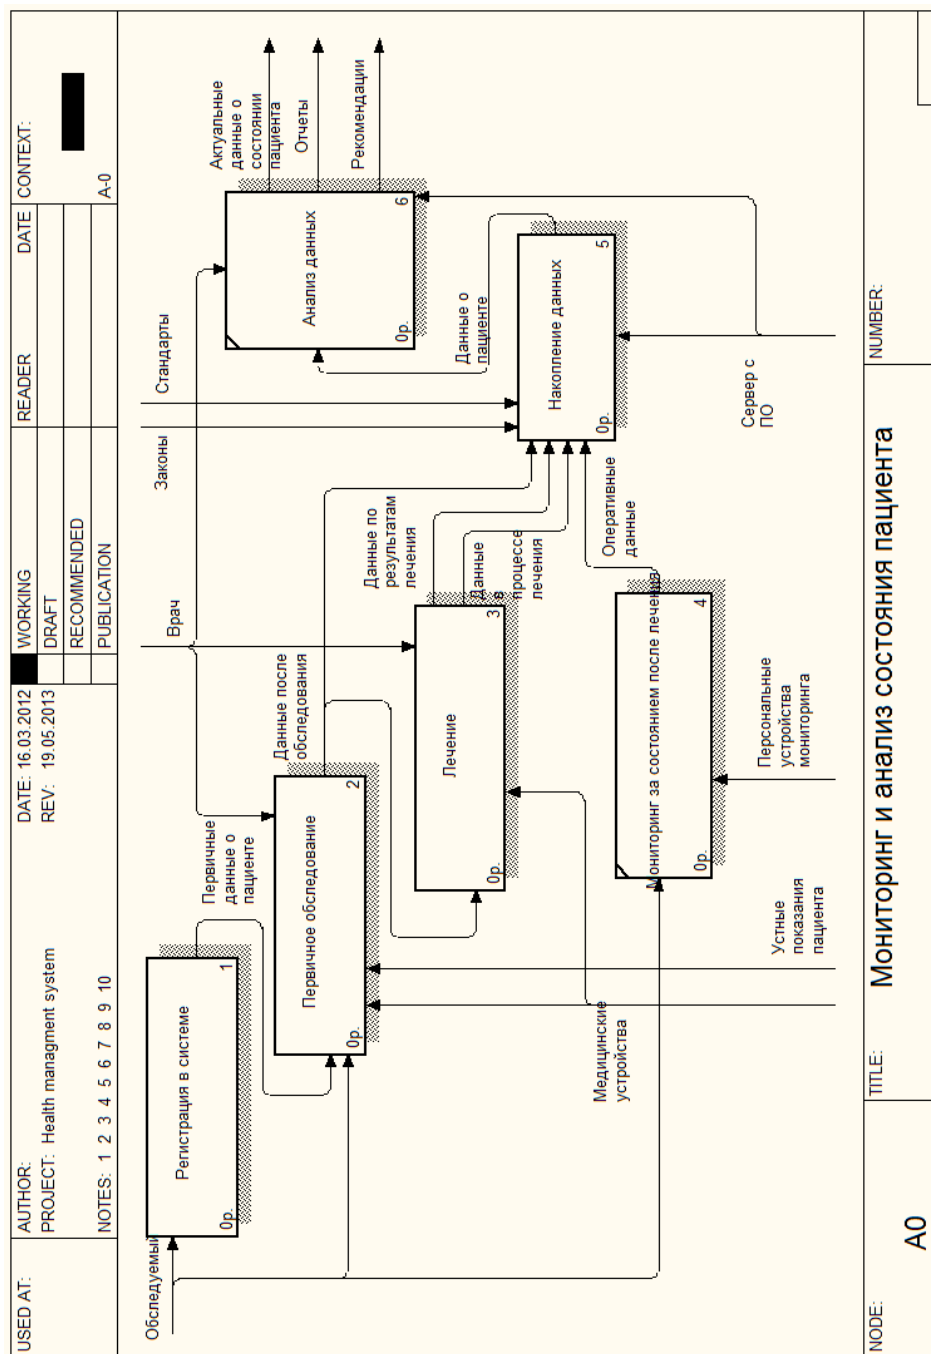 USED AT:
AUTHOR:
PROJECT: Health managment system
NOTES: 1 2 3 4 5 6 7 8 9 10
DATE: 16.03.2012
REV: 19.05.2013
WORKING
DRAFT
RECOMMENDED
PUBLICATION
READER
DATE
CONTEXT:
A-0
Обследуемый
Регистрация в системе
0р.
1
Первичные
данные о
пациенте
Первичное обследование
0р.
2
Врач
Данные после
обследования
Лечение
0р.
3
Законы
Стандарты
Данные по
результатам
лечения
Данные
в
процессе
лечения
Мониторинг за состоянием после лечения
0р.
4
Оперативные
данные
Накопление данных
0р.
5
Данные о
пациенте
Анализ данных
0р.
6
Актуальные
данные о
состоянии
пациента
Отчеты
Рекомендации
Медицинские
устройства
Устные
показания
пациента
Персональные
устройства
мониторинга
Сервер с
ПО
NODE:
A0
TITLE:
Мониторинг и анализ состояния пациента
NUMBER: